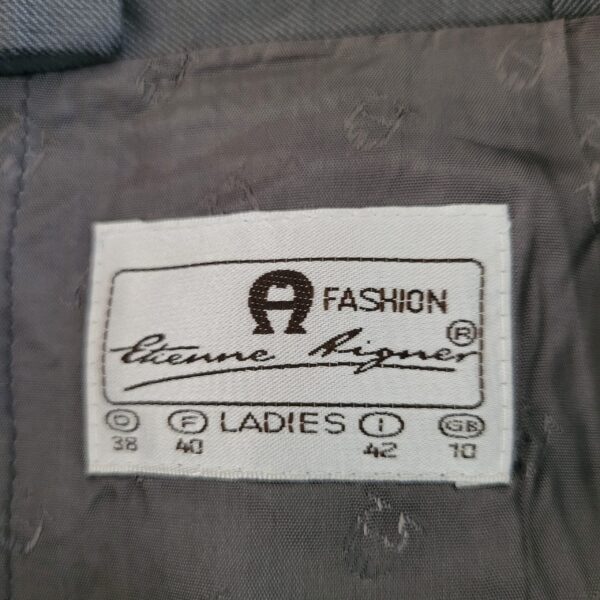 A FASHION
Etienne Aigner ®
D F LADIES I GB
38 40 42 10